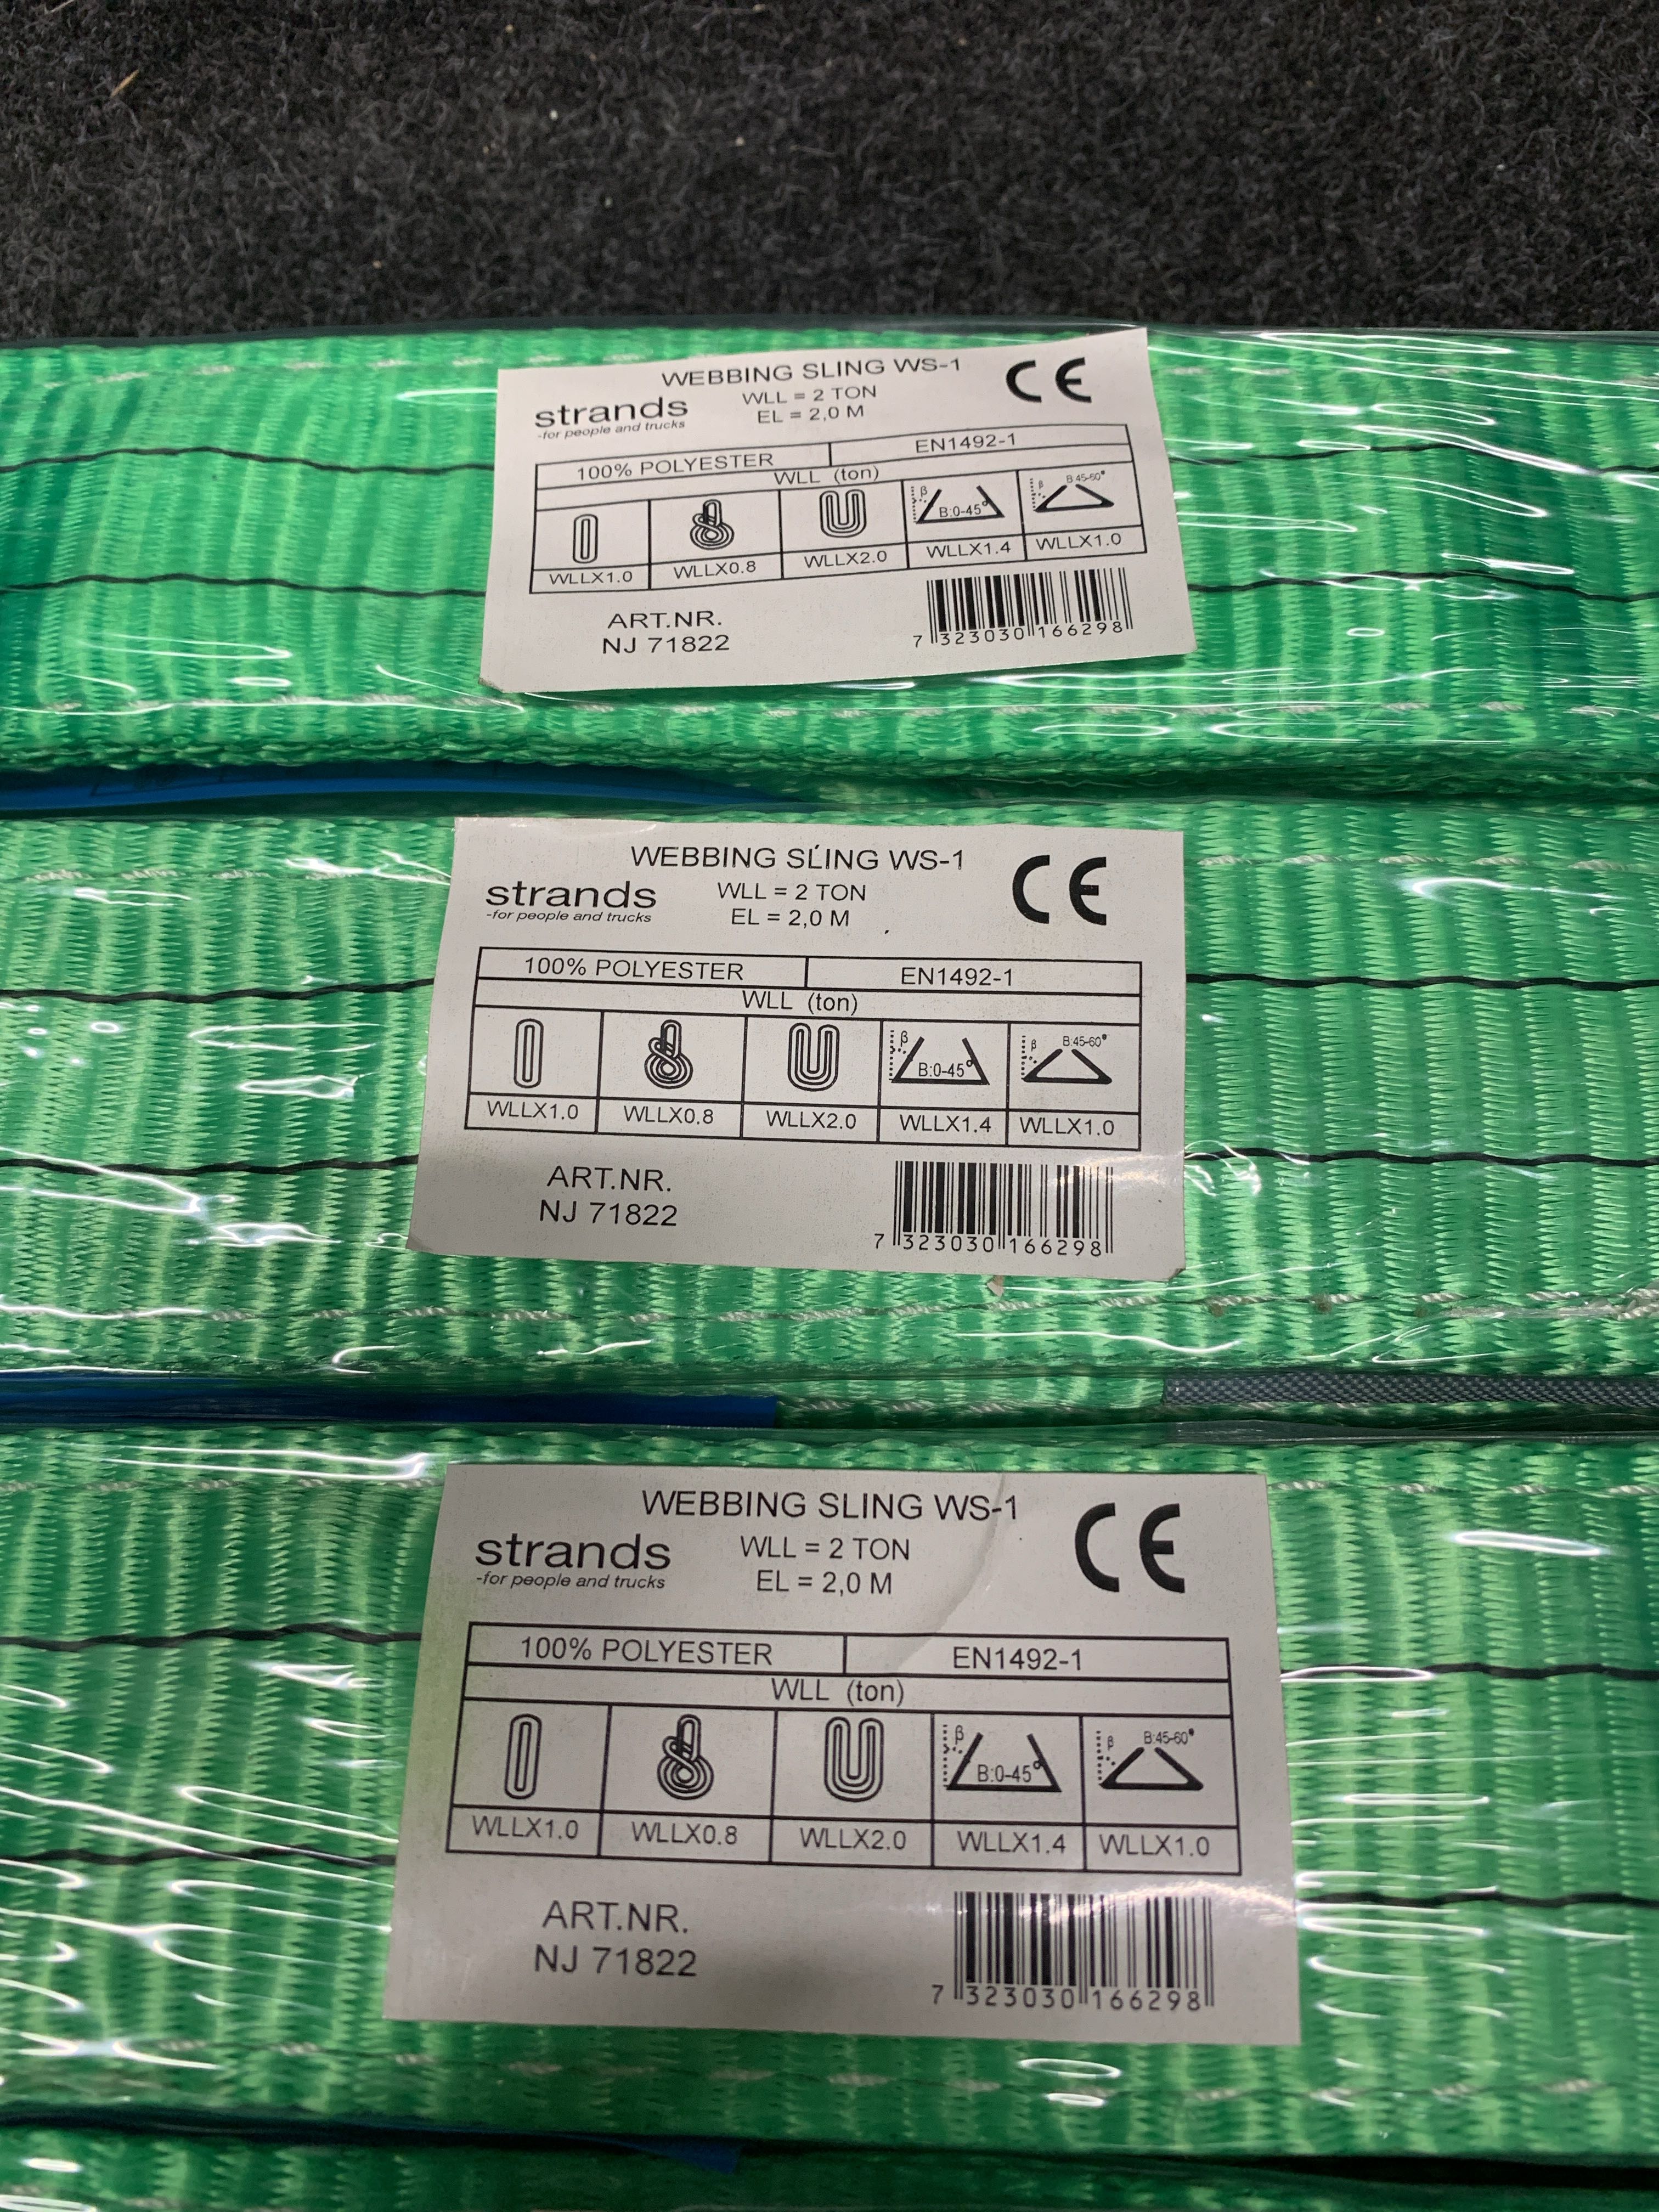 WEBBING SLING WS-1
CE
strands
-for people and trucks
WLL = 2 TON
EL = 2,0 M
100% POLYESTER
EN1492-1
WLL (ton)
β
B:0-45°
β
B:45-60°
WLLX1.0
WLLX0.8
WLLX2.0
WLLX1.4
WLLX1.0
ART.NR.
NJ 71822
7 323030 166298
WEBBING SLING WS-1
CE
strands
-for people and trucks
WLL = 2 TON
EL = 2,0 M
100% POLYESTER
EN1492-1
WLL (ton)
β
B:0-45°
β
B:45-60°
WLLX1.0
WLLX0.8
WLLX2.0
WLLX1.4
WLLX1.0
ART.NR.
NJ 71822
7 323030 166298
WEBBING SLING WS-1
CE
strands
-for people and trucks
WLL = 2 TON
EL = 2,0 M
100% POLYESTER
EN1492-1
WLL (ton)
β
B:0-45°
β
B:45-60°
WLLX1.0
WLLX0.8
WLLX2.0
WLLX1.4
WLLX1.0
ART.NR.
NJ 71822
7 323030 166298